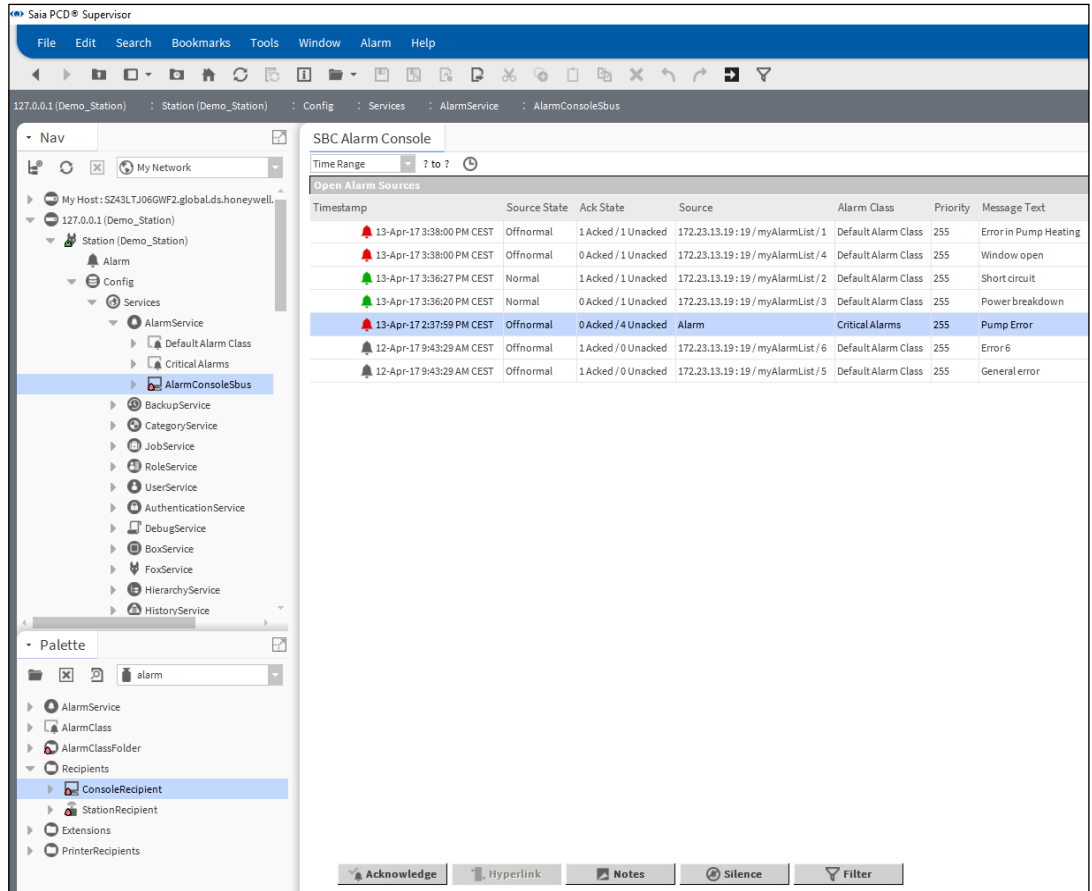 Saia PCD® Supervisor
File Edit Search Bookmarks Tools Window Alarm Help
127.0.0.1 (Demo_Station) : Station (Demo_Station) : Config : Services : AlarmService : AlarmConsoleSbus
Nav
My Network
My Host : SZ43LTJ06GWF2.global.ds.honeywell.
127.0.0.1 (Demo_Station)
Station (Demo_Station)
Alarm
Config
Services
AlarmService
Default Alarm Class
Critical Alarms
AlarmConsoleSbus
BackupService
CategoryService
JobService
RoleService
UserService
AuthenticationService
DebugService
BoxService
FoxService
HierarchyService
HistoryService
Palette
alarm
AlarmService
AlarmClass
AlarmClassFolder
Recipients
ConsoleRecipient
StationRecipient
Extensions
PrinterRecipients
SBC Alarm Console
Time Range ? to ?
Open Alarm Sources
Timestamp Source State Ack State Source Alarm Class Priority Message Text
13-Apr-17 3:38:00 PM CEST Offnormal 1 Acked / 1 Unacked 172.23.13.19 : 19 / myAlarmList / 1 Default Alarm Class 255 Error in Pump Heating
13-Apr-17 3:38:00 PM CEST Offnormal 0 Acked / 1 Unacked 172.23.13.19 : 19 / myAlarmList / 4 Default Alarm Class 255 Window open
13-Apr-17 3:36:27 PM CEST Normal 1 Acked / 1 Unacked 172.23.13.19 : 19 / myAlarmList / 2 Default Alarm Class 255 Short circuit
13-Apr-17 3:36:20 PM CEST Normal 0 Acked / 1 Unacked 172.23.13.19 : 19 / myAlarmList / 3 Default Alarm Class 255 Power breakdown
13-Apr-17 2:37:59 PM CEST Offnormal 0 Acked / 4 Unacked Alarm Critical Alarms 255 Pump Error
12-Apr-17 9:43:29 AM CEST Offnormal 1 Acked / 0 Unacked 172.23.13.19 : 19 / myAlarmList / 6 Default Alarm Class 255 Error 6
12-Apr-17 9:43:29 AM CEST Offnormal 1 Acked / 0 Unacked 172.23.13.19 : 19 / myAlarmList / 5 Default Alarm Class 255 General error
Acknowledge Hyperlink Notes Silence Filter